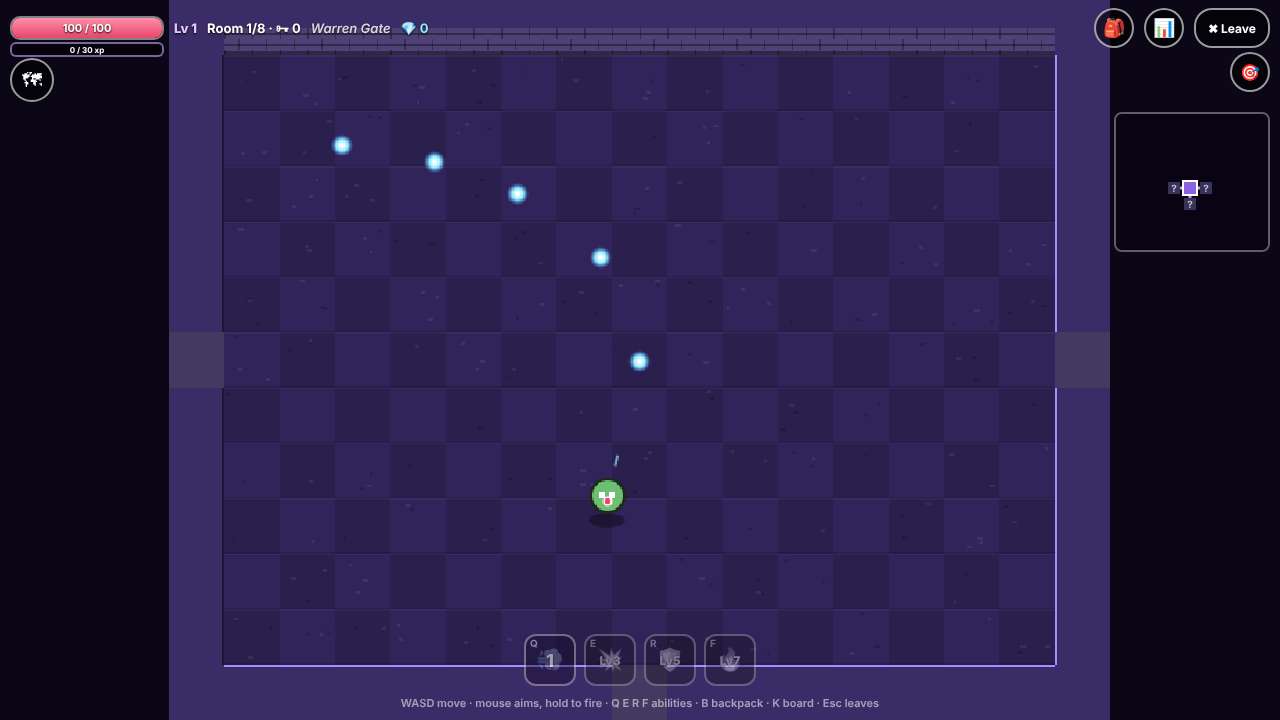 100 / 100
Lv 1 Room 1/8 · 🗝 0 Warren Gate 💎 0
✖ Leave
0 / 30 xp
?
?
?
Q
1
E
Lv3
R
Lv5
F
Lv7
WASD move · mouse aims, hold to fire · Q E R F abilities · B backpack · K board · Esc leaves